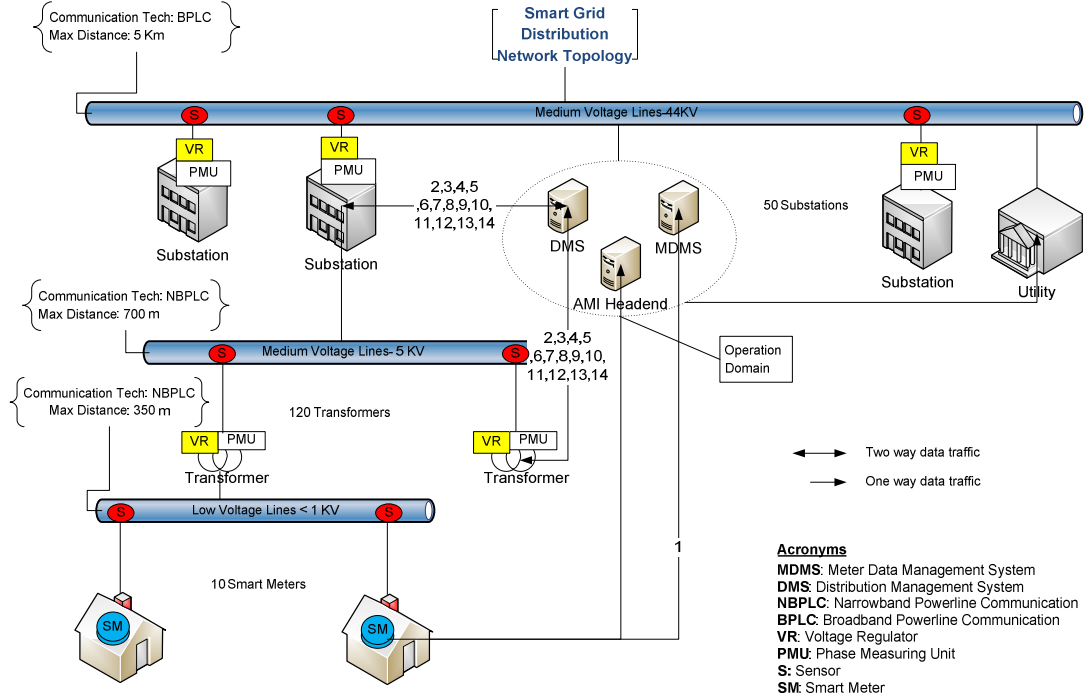 Communication Tech: BPLC
Max Distance: 5 Km
Smart Grid
Distribution
Network Topology
S
S
Medium Voltage Lines-44KV
S
VR
PMU
VR
PMU
VR
PMU
2,3,4,5
,6,7,8,9,10,
11,12,13,14
DMS
MDMS
AMI Headend
50 Substations
Substation
Substation
Substation
Utility
Communication Tech: NBPLC
Max Distance: 700 m
S
Medium Voltage Lines- 5 KV
S
2,3,4,5
,6,7,8,9,10,
11,12,13,14
Operation
Domain
Communication Tech: NBPLC
Max Distance: 350 m
120 Transformers
VR
PMU
VR
PMU
Transformer
Transformer
Two way data traffic
One way data traffic
S
Low Voltage Lines < 1 KV
S
1
10 Smart Meters
SM
SM
Acronyms
MDMS: Meter Data Management System
DMS: Distribution Management System
NBPLC: Narrowband Powerline Communication
BPLC: Broadband Powerline Communication
VR: Voltage Regulator
PMU: Phase Measuring Unit
S: Sensor
SM: Smart Meter